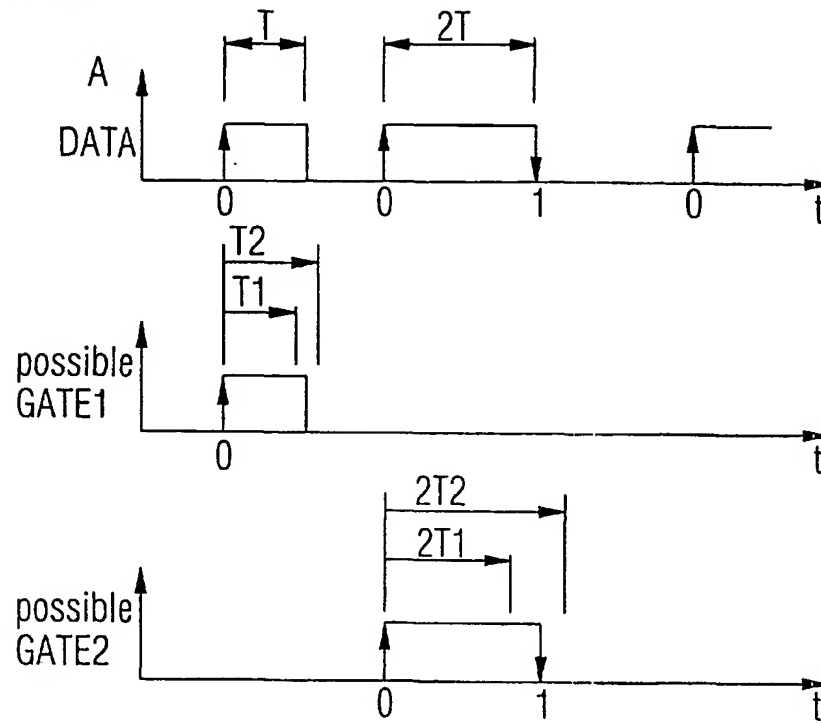 T 2T
A
DATA
0 0 1 0 t
T2
T1
possible
GATE1
0 t
2T2
2T1
possible
GATE2
0 1 t